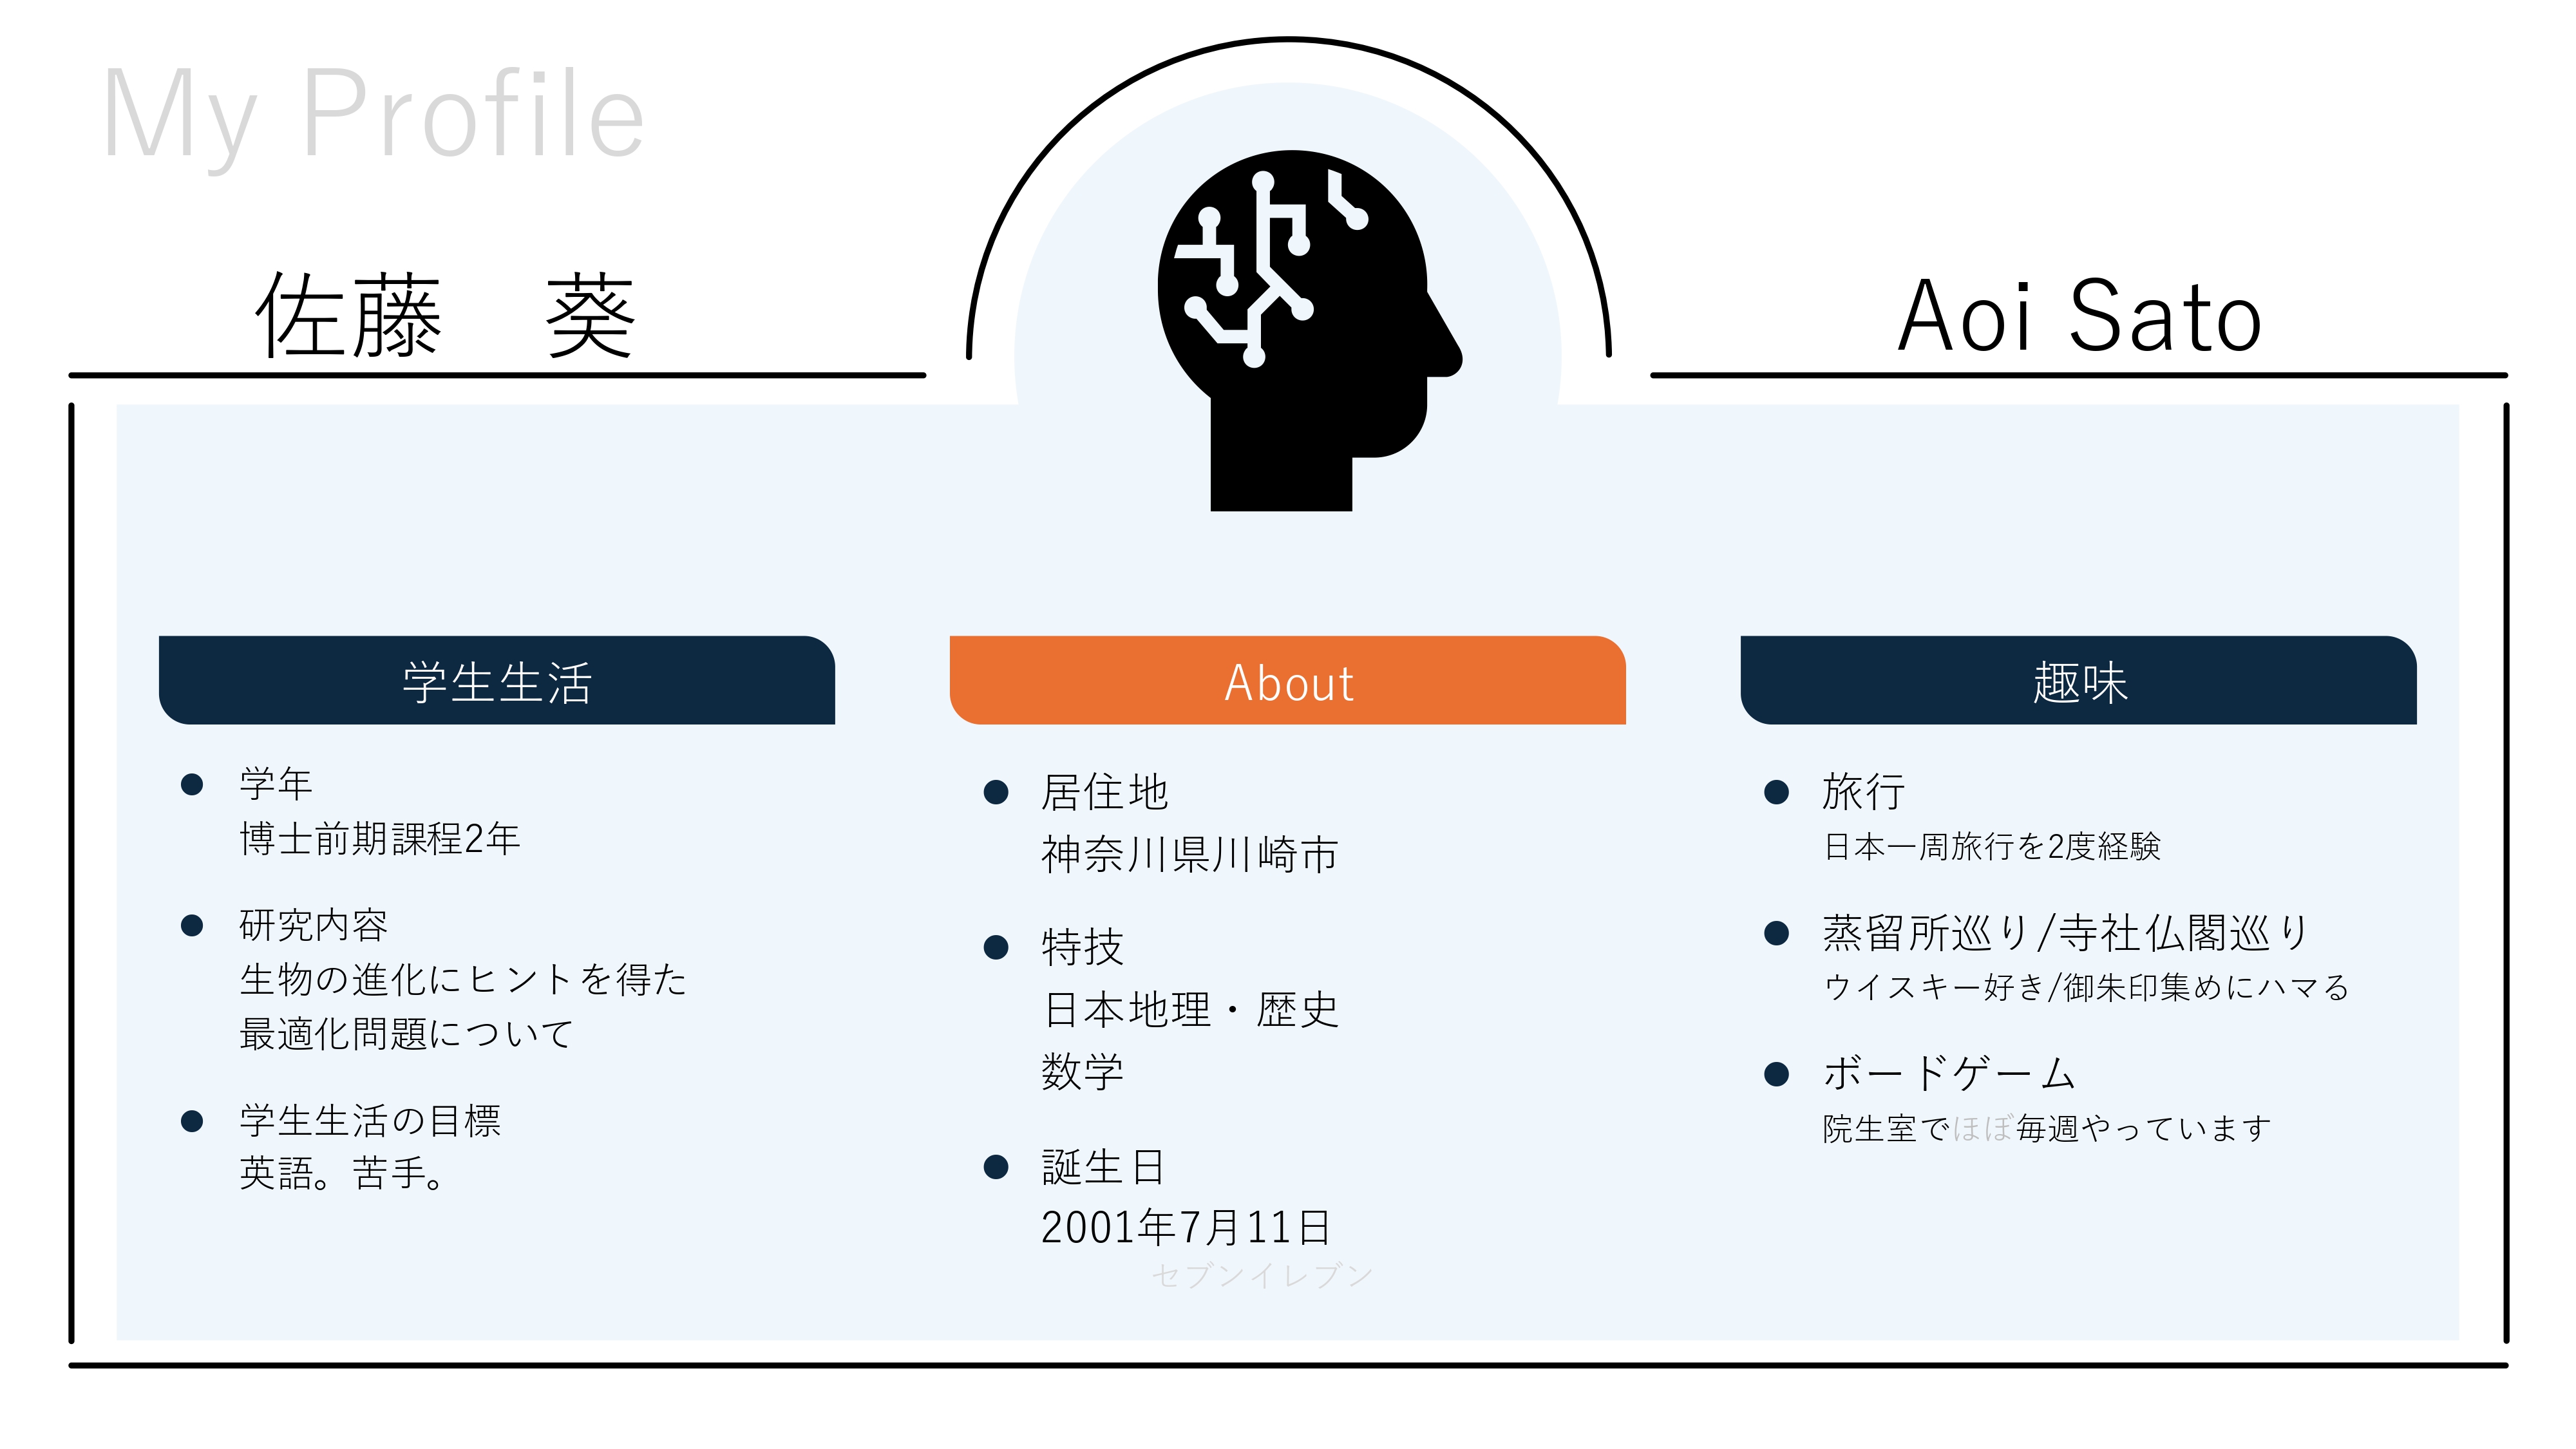 My Profile
佐藤　葵
Aoi Sato
学生生活
学年
博士前期課程2年
研究内容
生物の進化にヒントを得た
最適化問題について
学生生活の目標
英語。苦手。
About
居住地
神奈川県川崎市
特技
日本地理・歴史
数学
誕生日
2001年7月11日
セブンイレブン
趣味
旅行
日本一周旅行を2度経験
蒸留所巡り/寺社仏閣巡り
ウイスキー好き/御朱印集めにハマる
ボードゲーム
院生室でほぼ毎週やっています